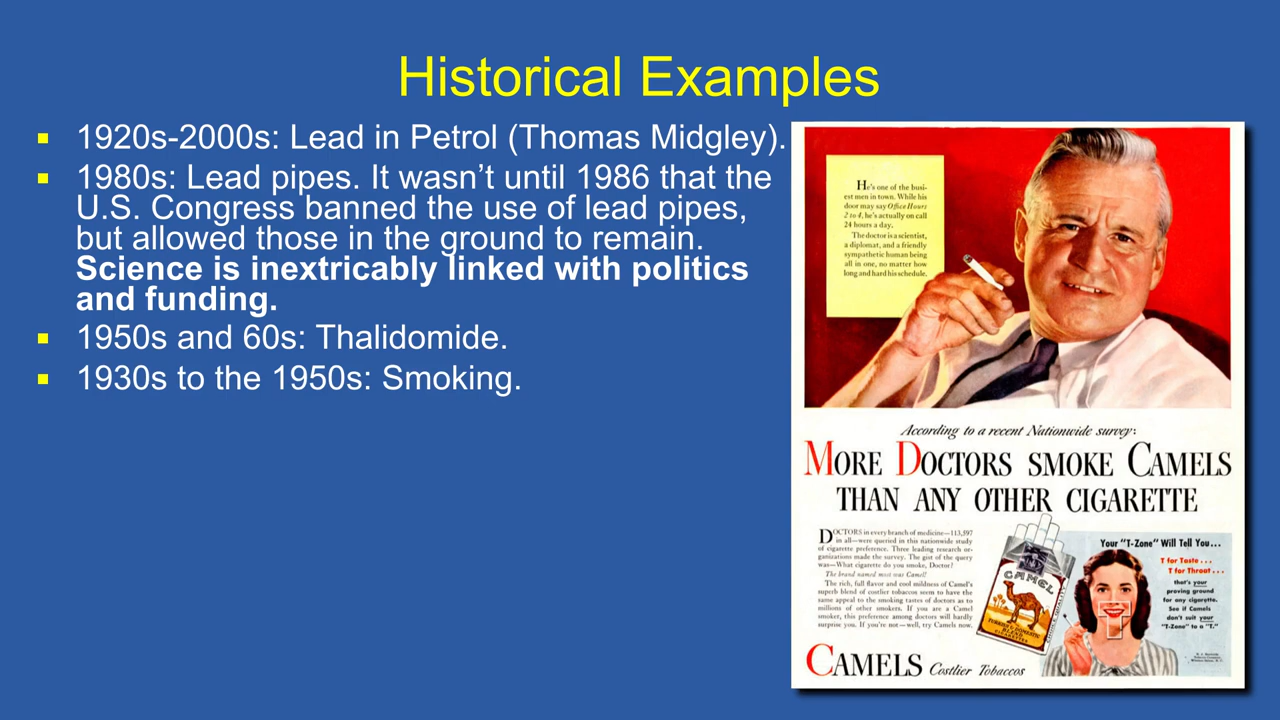 Historical Examples
1920s-2000s: Lead in Petrol (Thomas Midgley).
1980s: Lead pipes. It wasn’t until 1986 that the
U.S. Congress banned the use of lead pipes,
but allowed those in the ground to remain.
Science is inextricably linked with politics
and funding.
1950s and 60s: Thalidomide.
1930s to the 1950s: Smoking.
He's one of the busi-
est men in town. While his
door may say Office Hours
2 to 4, he's actually on call
24 hours a day.
The doctor is a scientist,
a diplomat, and a friendly
sympathetic human being
all in one, no matter how
long and hard his schedule.
According to a recent Nationwide survey:
MORE DOCTORS SMOKE CAMELS
THAN ANY OTHER CIGARETTE
DOCTORS in every branch of medicine—113,597
in all—were queried in this nationwide study
of cigarette preference. Three leading research or-
ganizations made the survey. The gist of the query
was—What cigarette do you smoke, Doctor?
The brand named most was Camel!
The rich, full flavor and cool mildness of Camel's
superb blend of costlier tobaccos seem to have the
same appeal to the smoking tastes of doctors as to
millions of other smokers. If you are a Camel
smoker, this preference among doctors will hardly
surprise you. If you're not—well, try Camels now.
CAMEL
TURKISH & DOMESTIC
BLEND
CIGARETTES
Your "T-Zone" Will Tell You...
T for Taste...
T for Throat...
that's your
proving ground
for any cigarette.
See if Camels
don't suit your
"T-Zone" to a "T."
T
CAMELS Costlier Tobaccos